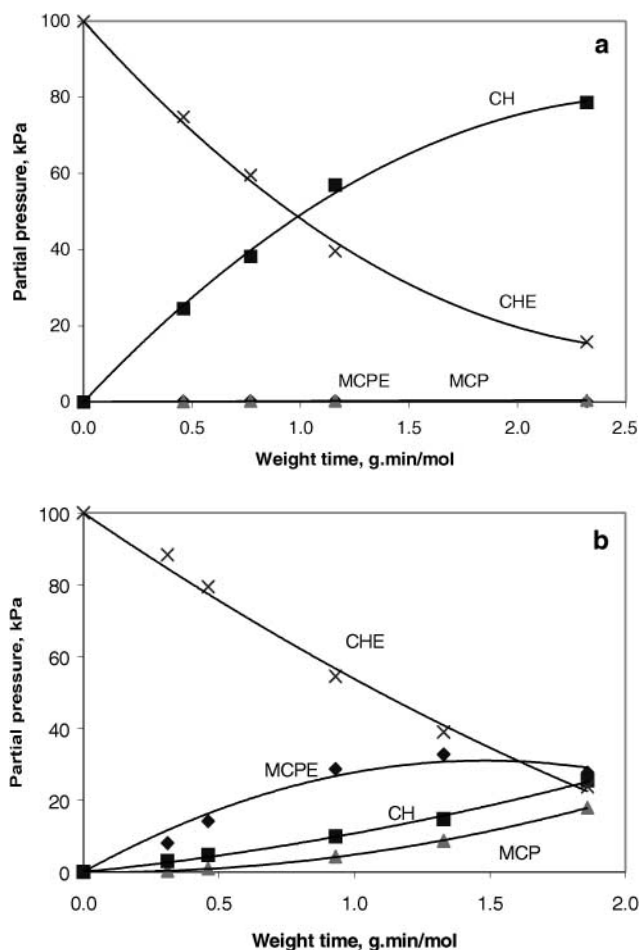 a
100
80
60
40
20
0
Partial pressure, kPa
CH
CHE
MCPE MCP
0.0 0.5 1.0 1.5 2.0 2.5
Weight time, g.min/mol
b
100
80
60
40
20
0
Partial pressure, kPa
CHE
MCPE
CH
MCP
0.0 0.5 1.0 1.5 2.0
Weight time, g.min/mol